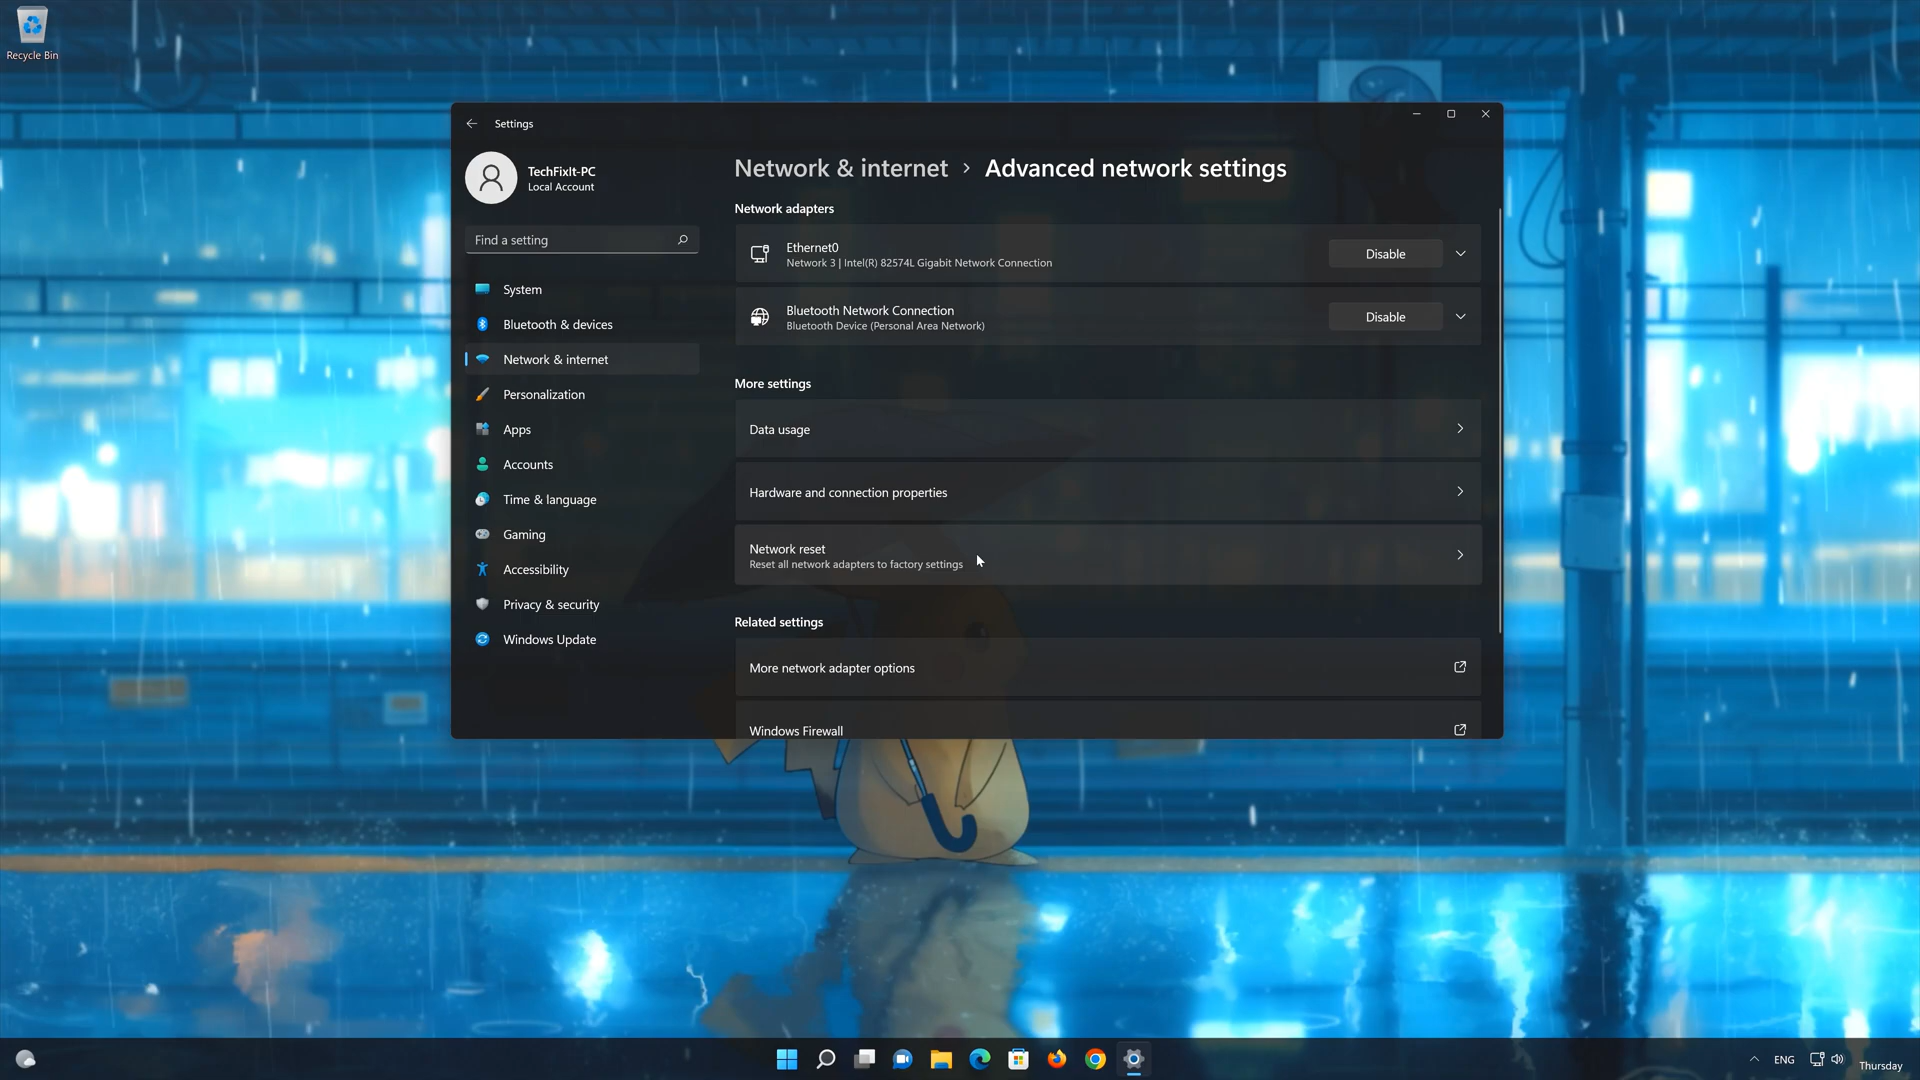 Recycle Bin
Settings
TechFixIt-PC
Local Account
Find a setting
System
Bluetooth & devices
Network & internet
Personalization
Apps
Accounts
Time & language
Gaming
Accessibility
Privacy & security
Windows Update
Network & internet › Advanced network settings
Network adapters
Ethernet0
Network 3 | Intel(R) 82574L Gigabit Network Connection
Disable
Bluetooth Network Connection
Bluetooth Device (Personal Area Network)
Disable
More settings
Data usage
Hardware and connection properties
Network reset
Reset all network adapters to factory settings
Related settings
More network adapter options
Windows Firewall
ENG
Thursday